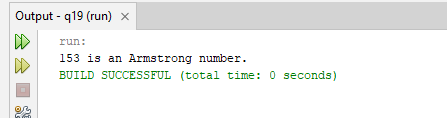 Output - q19 (run) ×
run:
153 is an Armstrong number.
BUILD SUCCESSFUL (total time: 0 seconds)